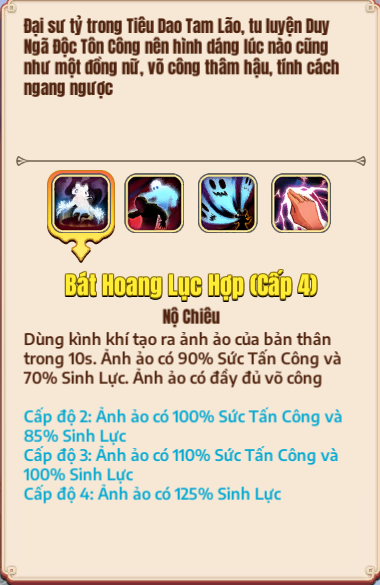 Đại sư tỷ trong Tiêu Dao Tam Lão, tu luyện Duy
Ngã Độc Tôn Công nên hình dáng lúc nào cũng
như một đồng nữ, võ công thâm hậu, tính cách
ngang ngược
Bát Hoang Lục Hợp (Cấp 4)
Nộ Chiêu
Dùng kình khí tạo ra ảnh ảo của bản thân
trong 10s. Ảnh ảo có 90% Sức Tấn Công và
70% Sinh Lực. Ảnh ảo có đầy đủ võ công
Cấp độ 2: Ảnh ảo có 100% Sức Tấn Công và
85% Sinh Lực
Cấp độ 3: Ảnh ảo có 110% Sức Tấn Công và
100% Sinh Lực
Cấp độ 4: Ảnh ảo có 125% Sinh Lực